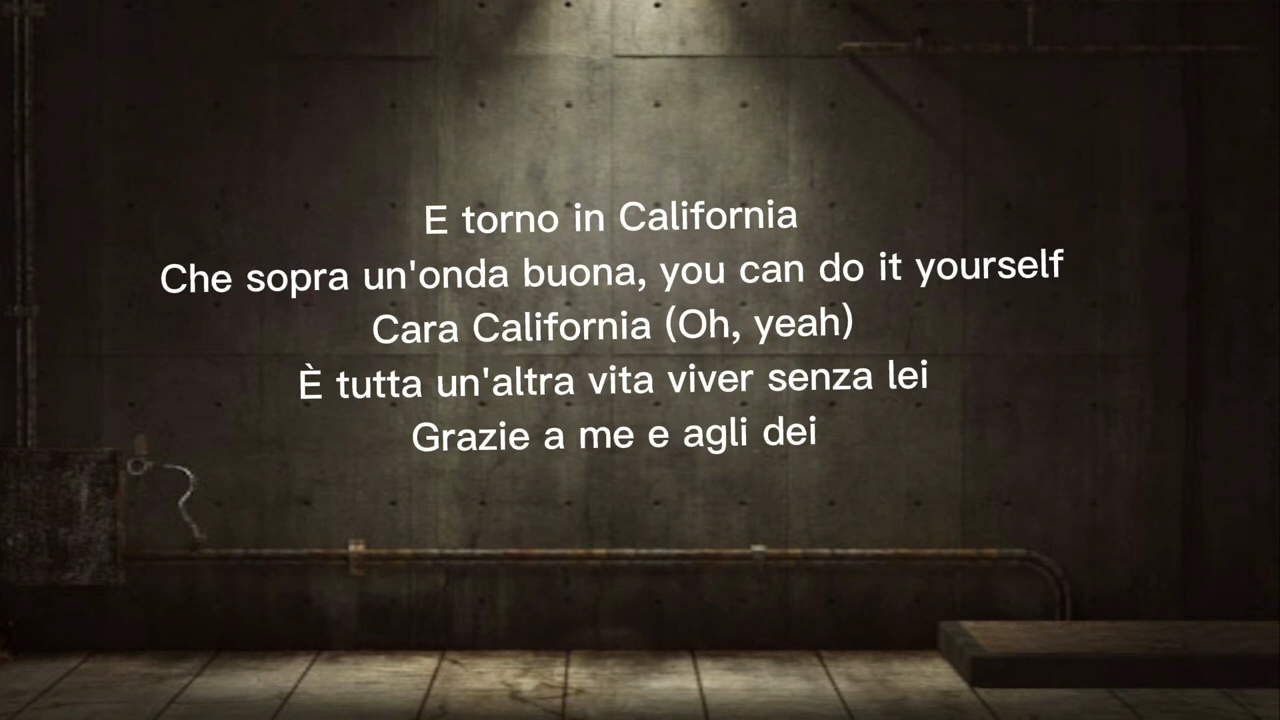 E torno in California
Che sopra un'onda buona, you can do it yourself
Cara California (Oh, yeah)
È tutta un'altra vita viver senza lei
Grazie a me e agli dei